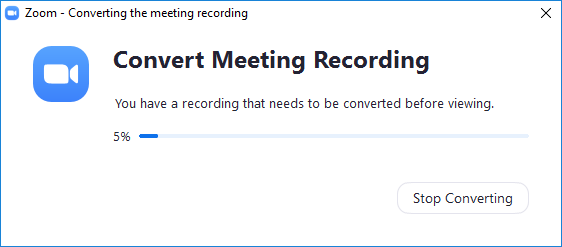 Zoom - Converting the meeting recording
Convert Meeting Recording
You have a recording that needs to be converted before viewing.
5%
Stop Converting